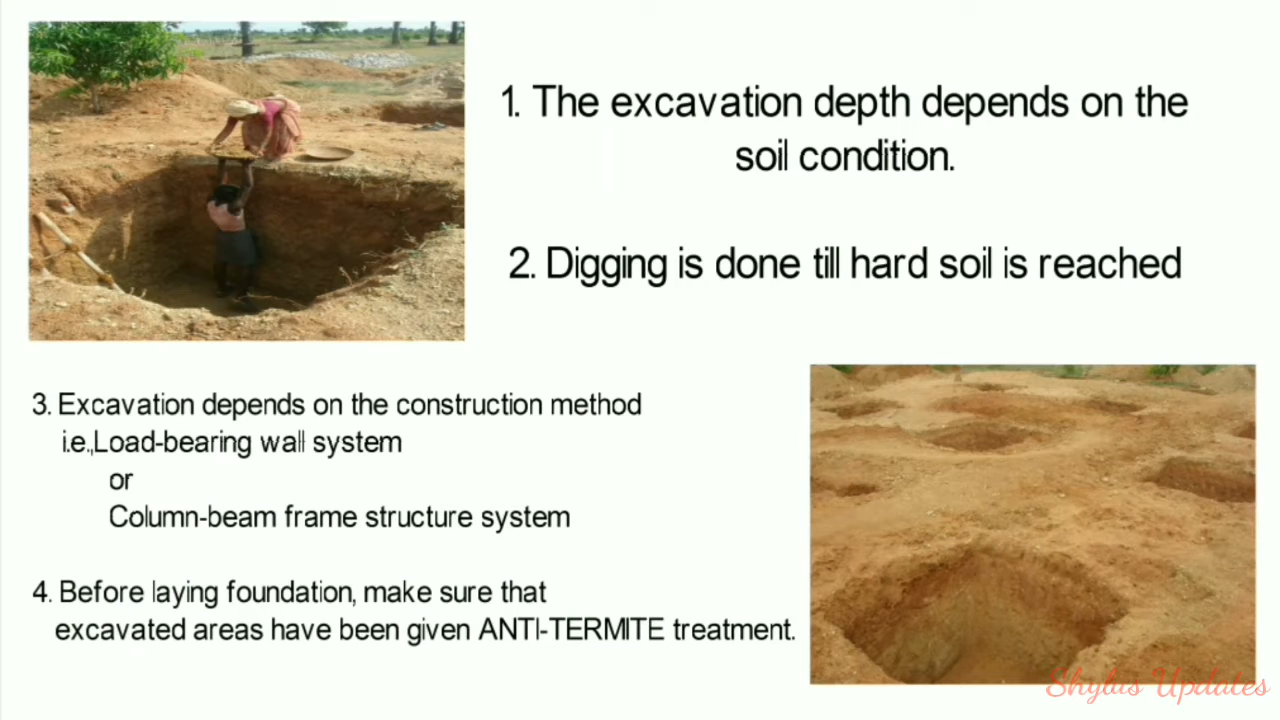 1. The excavation depth depends on the
soil condition.
2. Digging is done till hard soil is reached
3. Excavation depends on the construction method
i.e.,Load-bearing wall system
or
Column-beam frame structure system
4. Before laying foundation, make sure that
excavated areas have been given ANTI-TERMITE treatment.
Shylus Updates